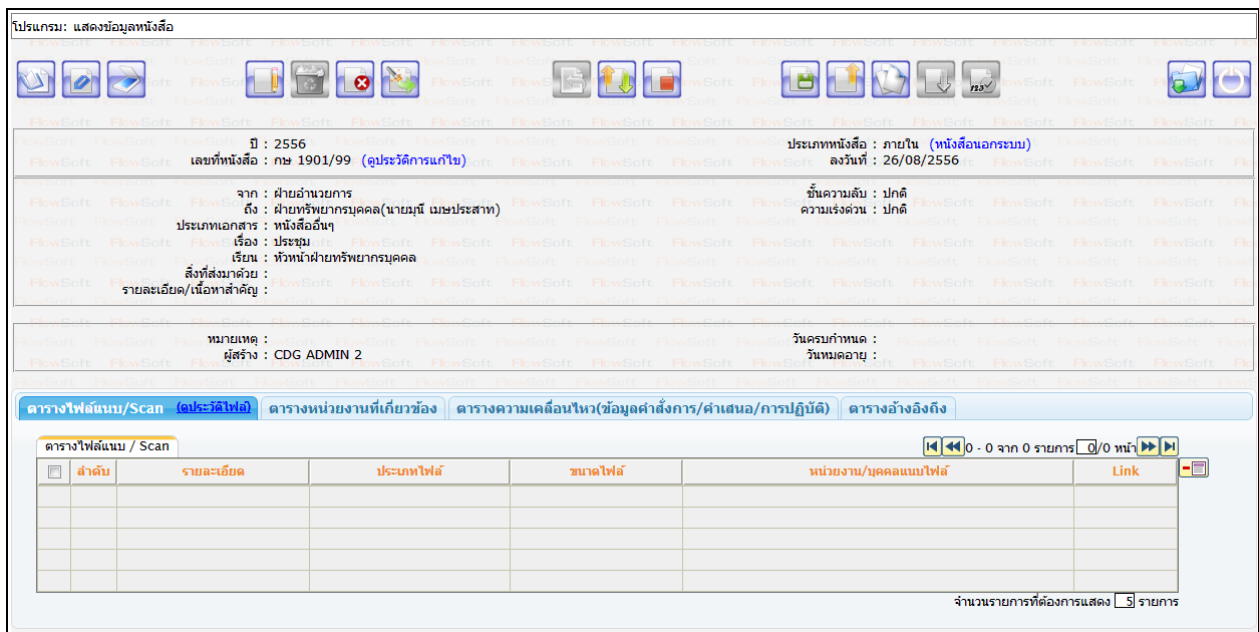 โปรแกรม: แสดงข้อมูลหนังสือ
ปี : 2556 ประเภทหนังสือ : ภายใน (หนังสือนอกระบบ)
เลขที่หนังสือ : กษ 1901/99 (ดูประวัติการแก้ไข) ลงวันที่ : 26/08/2556
จาก : ฝ่ายอำนวยการ ชั้นความลับ : ปกติ
ถึง : ฝ่ายทรัพยากรบุคคล(นายมุนี เมษประสาท) ความเร่งด่วน : ปกติ
ประเภทเอกสาร : หนังสืออื่นๆ
เรื่อง : ประชุม
เรียน : หัวหน้าฝ่ายทรัพยากรบุคคล
สิ่งที่ส่งมาด้วย :
รายละเอียด/เนื้อหาสำคัญ :
หมายเหตุ : วันครบกำหนด :
ผู้สร้าง : CDG ADMIN 2 วันหมดอายุ :
ตารางไฟล์แนบ/Scan (ดูประวัติไฟล์) ตารางหน่วยงานที่เกี่ยวข้อง ตารางความเคลื่อนไหว(ข้อมูลคำสั่ง​การ/คำเสนอ/การปฏิบัติ) ตารางอ้างอิงถึง
ตารางไฟล์แนบ / Scan 0 - 0 จาก 0 รายการ 0/0 หน้า
ลำดับ รายละเอียด ประเภทไฟล์ ขนาดไฟล์ หน่วยงาน/บุคคลแนบไฟล์ Link
จำนวนรายการที่ต้องการแสดง 5 รายการ